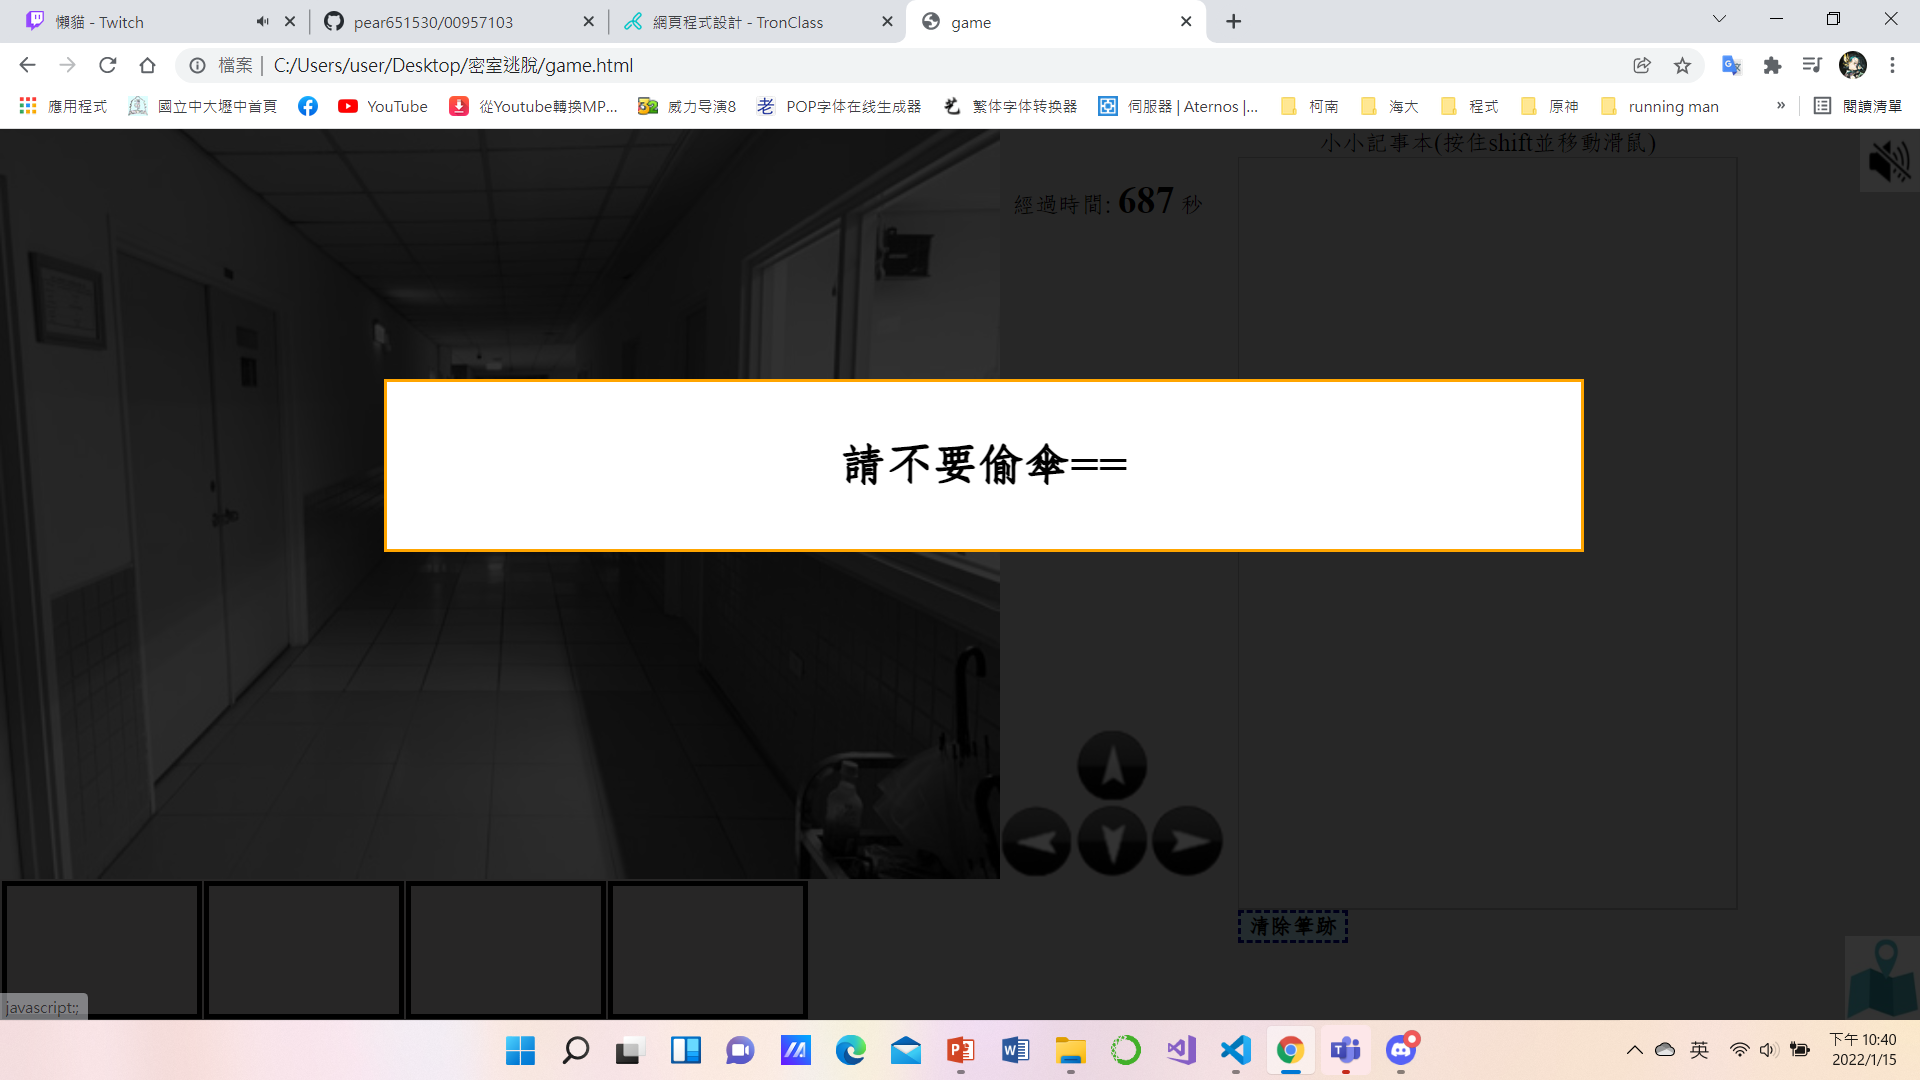 懶貓 - Twitch
pear651530/00957103
網頁程式設計 - TronClass
game
檔案 | C:/Users/user/Desktop/密室逃脫/game.html
應用程式
國立中大壢中首頁
YouTube
從Youtube轉換MP...
威力导演8
老 POP字体在线生成器
繁体字体转换器
伺服器 | Aternos |...
柯南
海大
程式
原神
running man
»
閱讀清單
小小記事本(按住shift並移動滑鼠)
經過時間: 687 秒
請不要偷傘==
清除筆跡
javascript:;
英
下午 10:40
2022/1/15